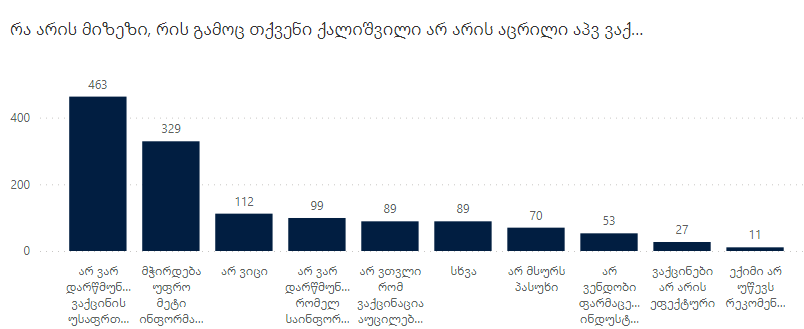 რა არის მიზეზი, რის გამოც თქვენი ქალიშვილი არ არის აცრილი აპვ ვაქ...
463
329
112
99
89
89
70
53
27
11
400
200
0
არ ვარ
დარწმუნ...
ვაქცინის
უსაფრთ...
მჭირდება
უფრო
მეტი
ინფორმა...
არ ვიცი
არ ვარ
დარწმუნ...
რომელ
საინფორ...
არ ვთვლი
რომ
ვაქცინაცია
აუცილებ...
სხვა
არ მსურს
პასუხი
არ
ვენდობი
ფარმაცე...
ინდუსტ...
ვაქცინები
არ არის
ეფექტური
ექიმი არ
უწევს
რეკომენ...